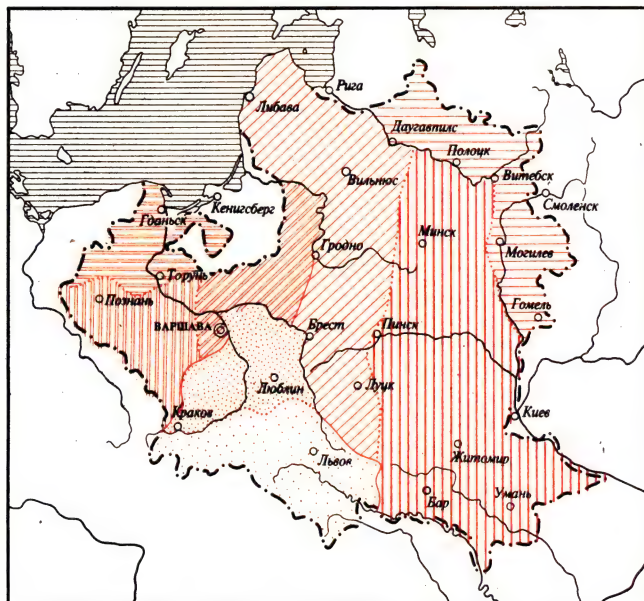 Рига
Либава
Даугавпилс
Полоцк
Вильнюс
Витебск
Смоленск
Кенигсберг
Гданьск
Минск
Могилев
Гродно
Торунь
Познань
Гомель
ВАРШАВА
Брест
Пинск
Люблин
Луцк
Краков
Киев
Житомир
Львов
Бар
Умань